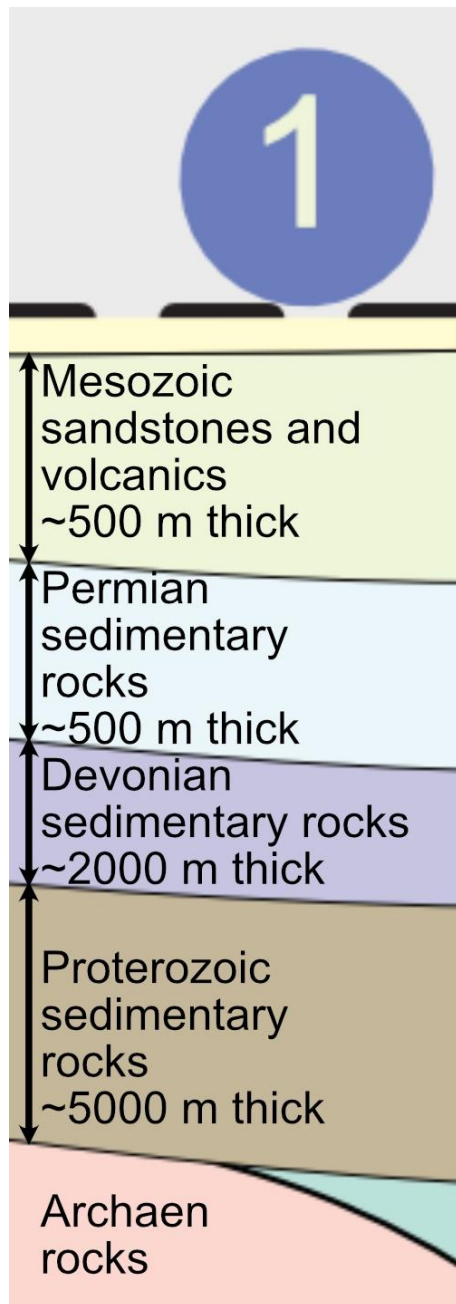 1
Mesozoic
sandstones and
volcanics
~500 m thick
Permian
sedimentary
rocks
~500 m thick
Devonian
sedimentary rocks
~2000 m thick
Proterozoic
sedimentary
rocks
~5000 m thick
Archaen
rocks